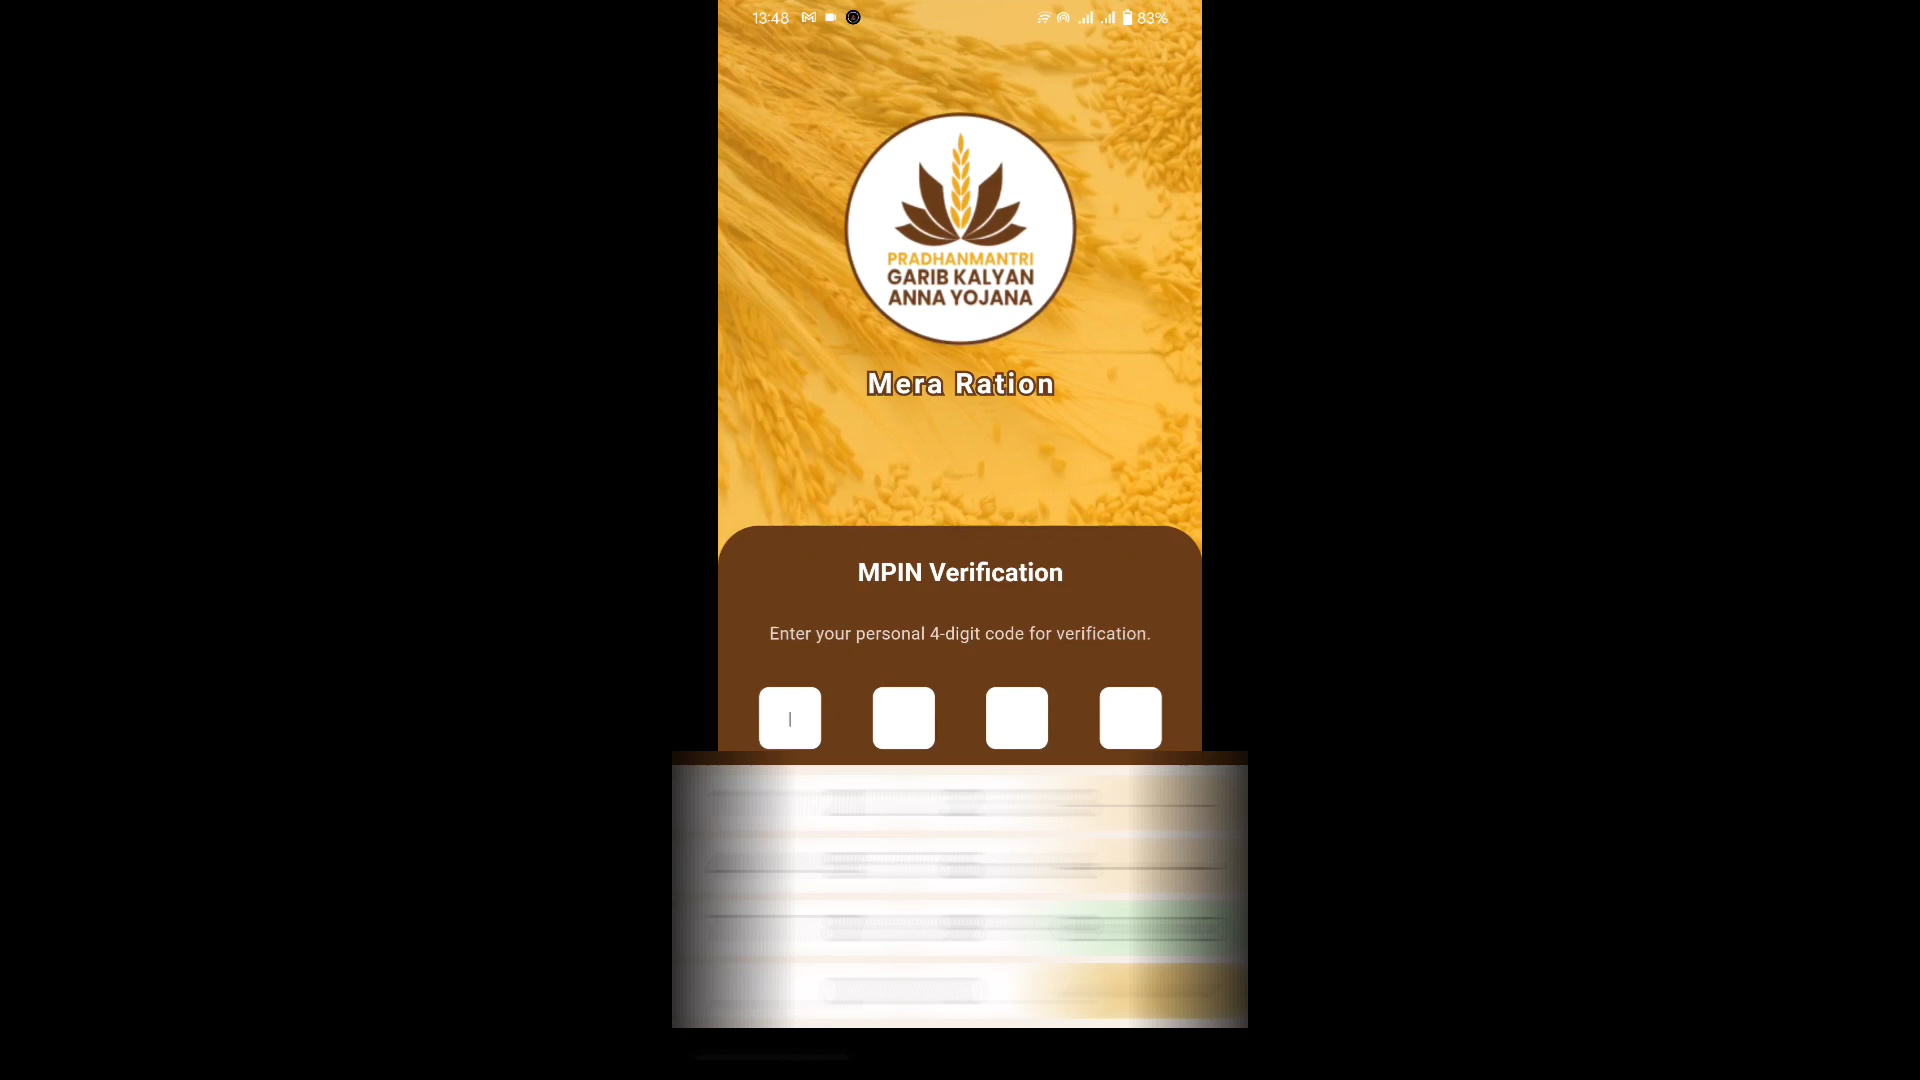 13:48
83%
PRADHANMANTRI
GARIB KALYAN
ANNA YOJANA
Mera Ration
MPIN Verification
Enter your personal 4-digit code for verification.